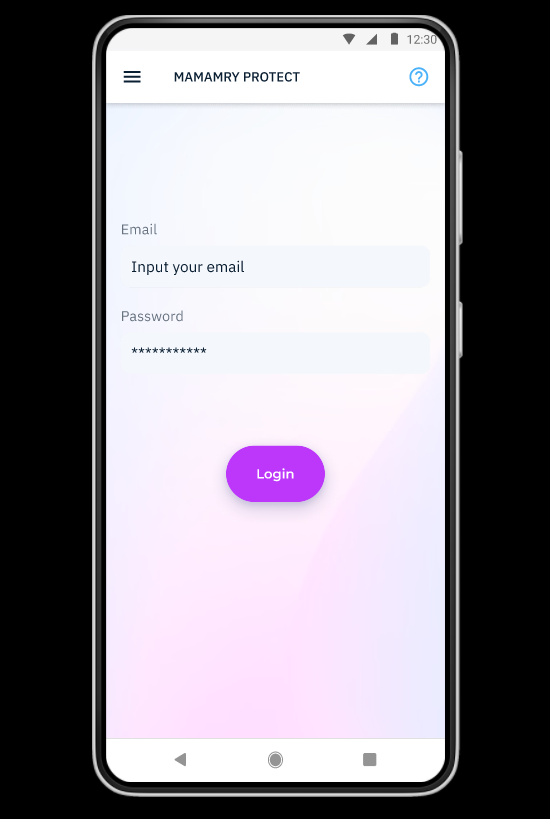 12:30
MAMAMRY PROTECT
Email
Input your email
Password
***********
Login